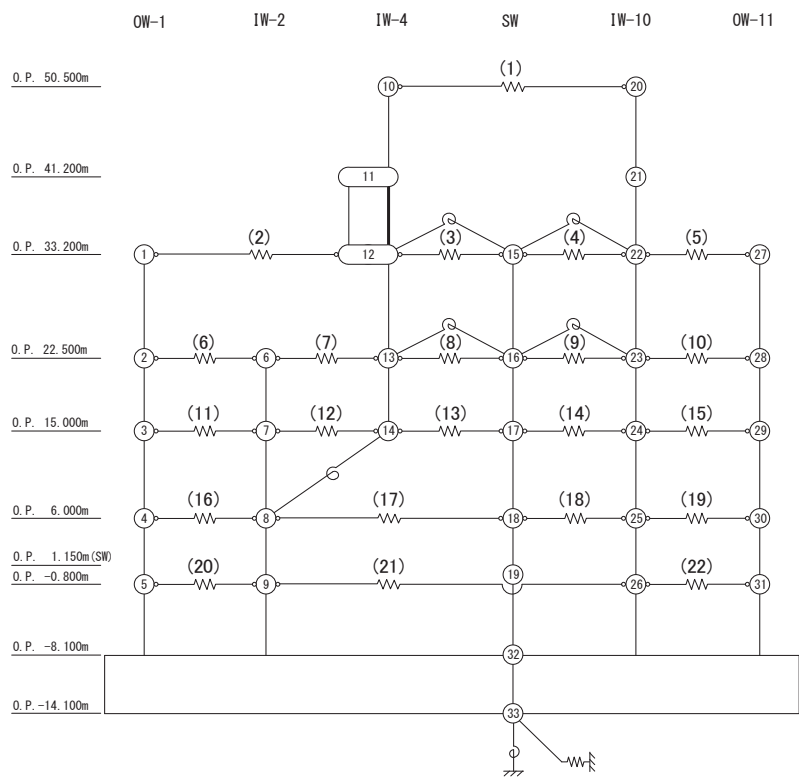 OW-1 IW-2 IW-4 SW IW-10 OW-11
O.P. 50.500m 10 (1) 20
O.P. 41.200m 11 21
O.P. 33.200m 1 (2) 12 (3) 15 (4) 22 (5) 27
O.P. 22.500m 2 (6) 6 (7) 13 (8) 16 (9) 23 (10) 28
O.P. 15.000m 3 (11) 7 (12) 14 (13) 17 (14) 24 (15) 29
O.P. 6.000m 4 (16) 8 (17) 18 (18) 25 (19) 30
O.P. 1.150m(SW) 19
O.P. -0.800m 5 (20) 9 (21) 26 (22) 31
O.P. -8.100m 32
O.P.-14.100m 33